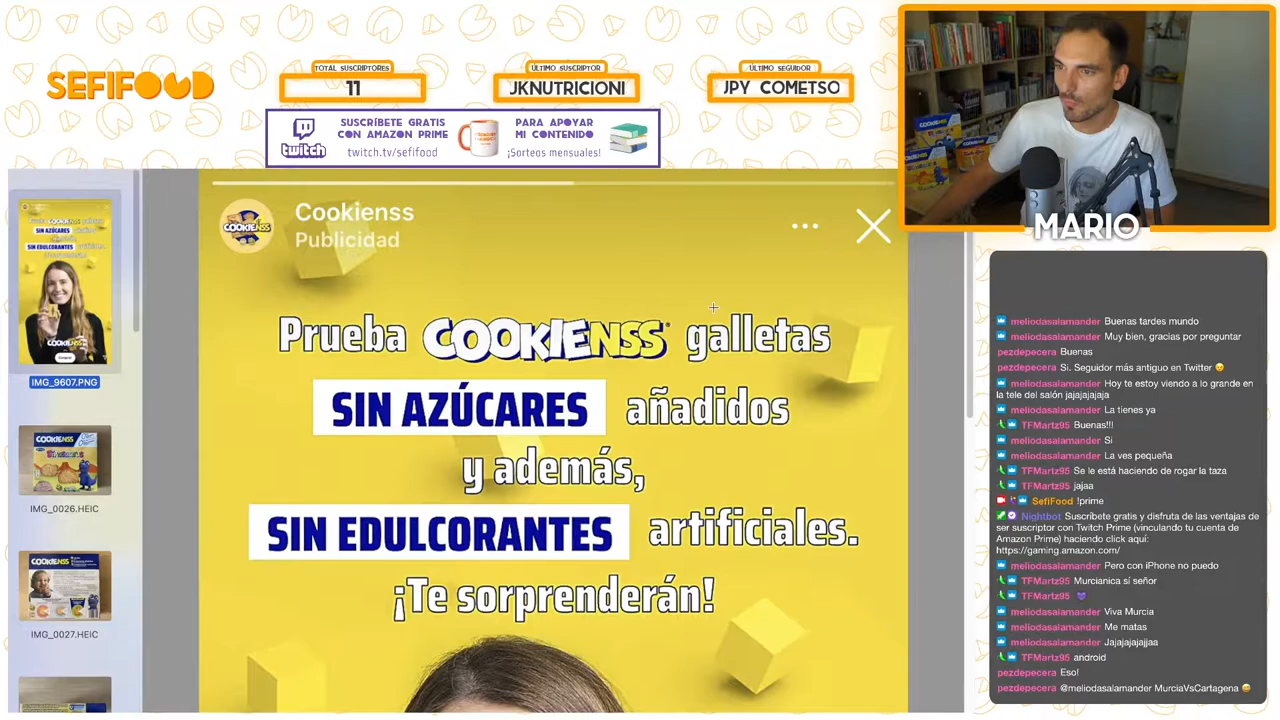 SEFIFOOD
TOTAL SUSCRIPTORES
11
ÚLTIMO SUSCRIPTOR
JKNUTRICIONI
ÚLTIMO SEGUIDOR
JPY COMETSO
twitch
SUSCRÍBETE GRATIS
CON AMAZON PRIME
twitch.tv/sefifood
PARA APOYAR
MI CONTENIDO
¡Sorteos mensuales!
MARIO
IMG_9607.PNG
IMG_0026.HEIC
IMG_0027.HEIC
COOKIENSS
Cookienss
Publicidad
Prueba COOKIENSS® galletas
SIN AZÚCARES añadidos
y además,
SIN EDULCORANTES artificiales.
¡Te sorprenderán!
meliodasalamander Buenas tardes mundo
meliodasalamander Muy bien, gracias por preguntar
pezdepecera Buenas
pezdepecera Si. Seguidor más antiguo en Twitter
meliodasalamander Hoy te estoy viendo a lo grande en
la tele del salón jajajajajaja
meliodasalamander La tienes ya
TFMartz95 Buenas!!!
meliodasalamander Si
meliodasalamander La ves pequeña
TFMartz95 Se le está haciendo de rogar la taza
TFMartz95 jajaa
SefiFood !prime
Nightbot Suscríbete gratis y disfruta de las ventajas de
ser suscriptor con Twitch Prime (vinculando tu cuenta de
Amazon Prime) haciendo click aquí:
https://gaming.amazon.com/
meliodasalamander Pero con iPhone no puedo
TFMartz95 Murcianica sí señor
TFMartz95
meliodasalamander Viva Murcia
meliodasalamander Me matas
meliodasalamander Jajajajajajjaa
TFMartz95 android
pezdepecera Eso!
pezdepecera @meliodasalamander MurciaVsCartagena